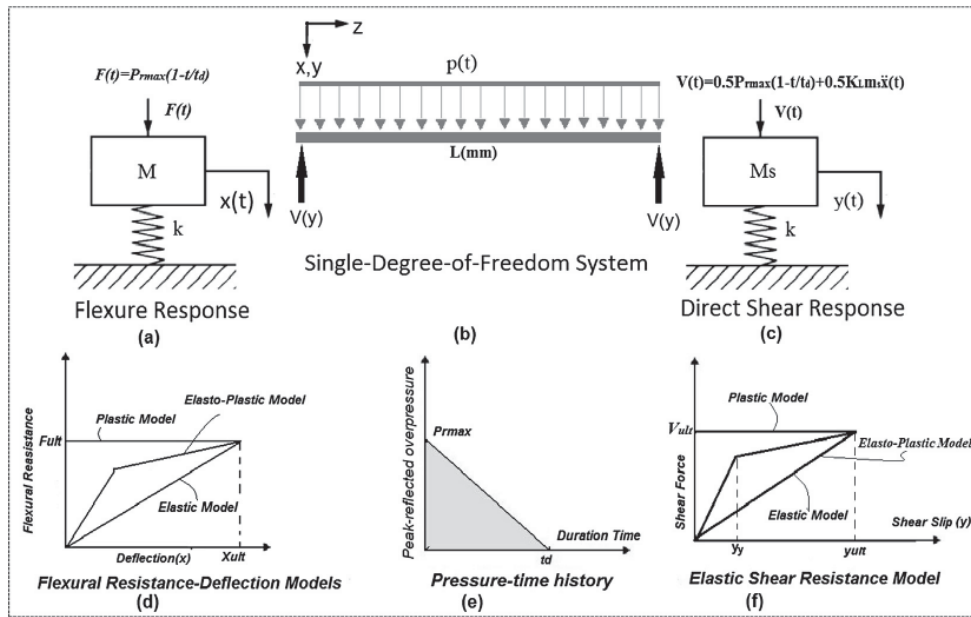 F(t)=Prmax(1-t/td)
F(t)
M
x(t)
k
Flexure Response
(a)
z
x,y
p(t)
L(mm)
V(y)
V(y)
Single-Degree-of-Freedom System
(b)
V(t)=0.5Prmax(1-t/td)+0.5KLmsẍ(t)
V(t)
Ms
y(t)
k
Direct Shear Response
(c)
Flexural Reasistance
Fult
Plastic Model
Elasto-Plastic Model
Elastic Model
Deflection(x)
Xult
Flexural Resistance-Deflection Models
(d)
Peak-reflected overpressure
Prmax
Duration Time
td
Pressure-time history
(e)
Shear Force
Vult
Plastic Model
Elasto-Plastic Model
Elastic Model
Shear Slip (y)
yy
yult
Elastic Shear Resistance Model
(f)